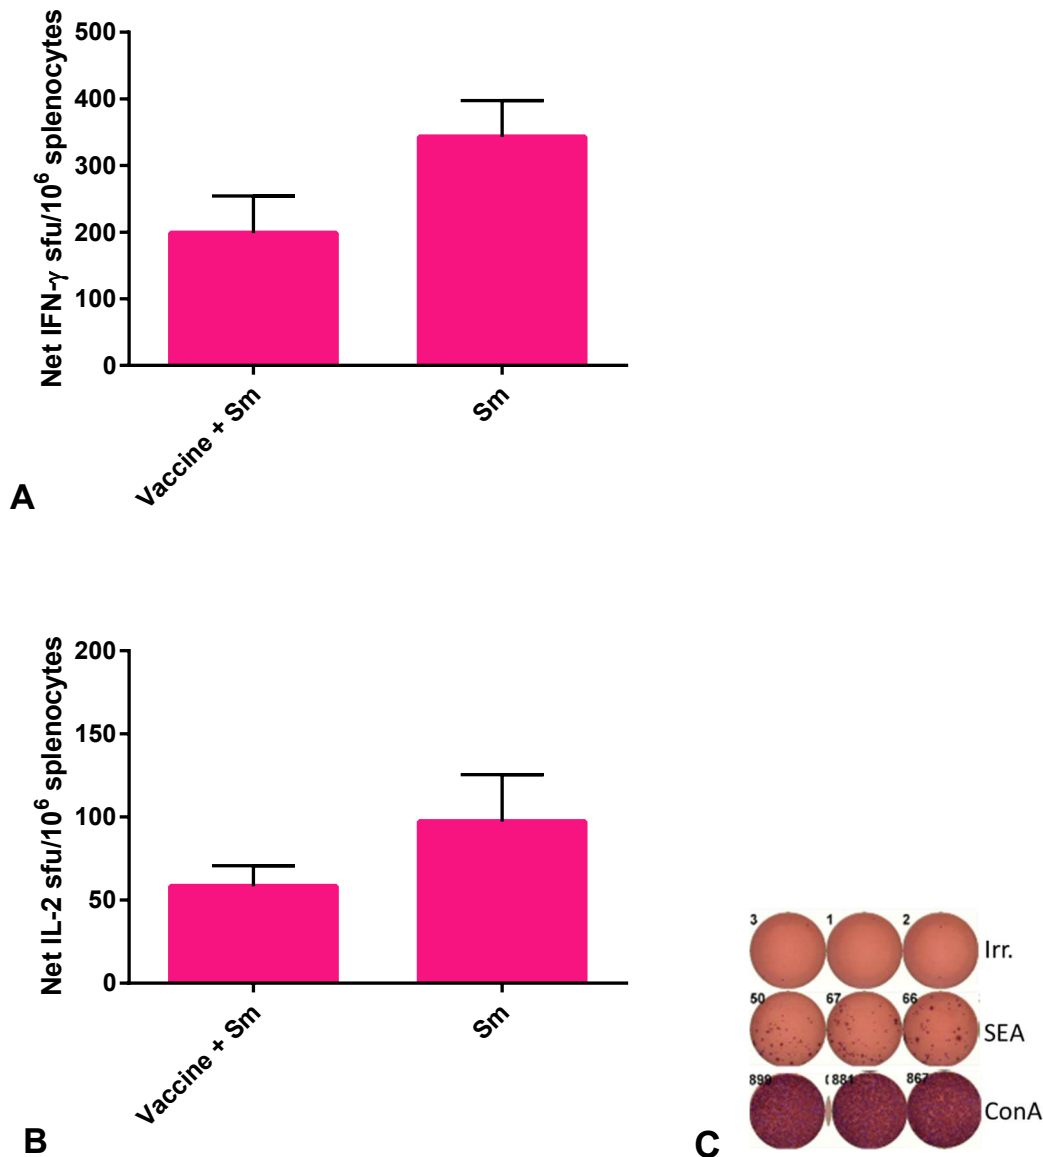 Net IFN-γ sfu/10⁶ splenocytes
500
400
300
200
100
0
Vaccine + Sm
Sm
A
Net IL-2 sfu/10⁶ splenocytes
200
150
100
50
0
Vaccine + Sm
Sm
B
3 1 2 Irr.
50 67 66 SEA
899 881 867 ConA
C